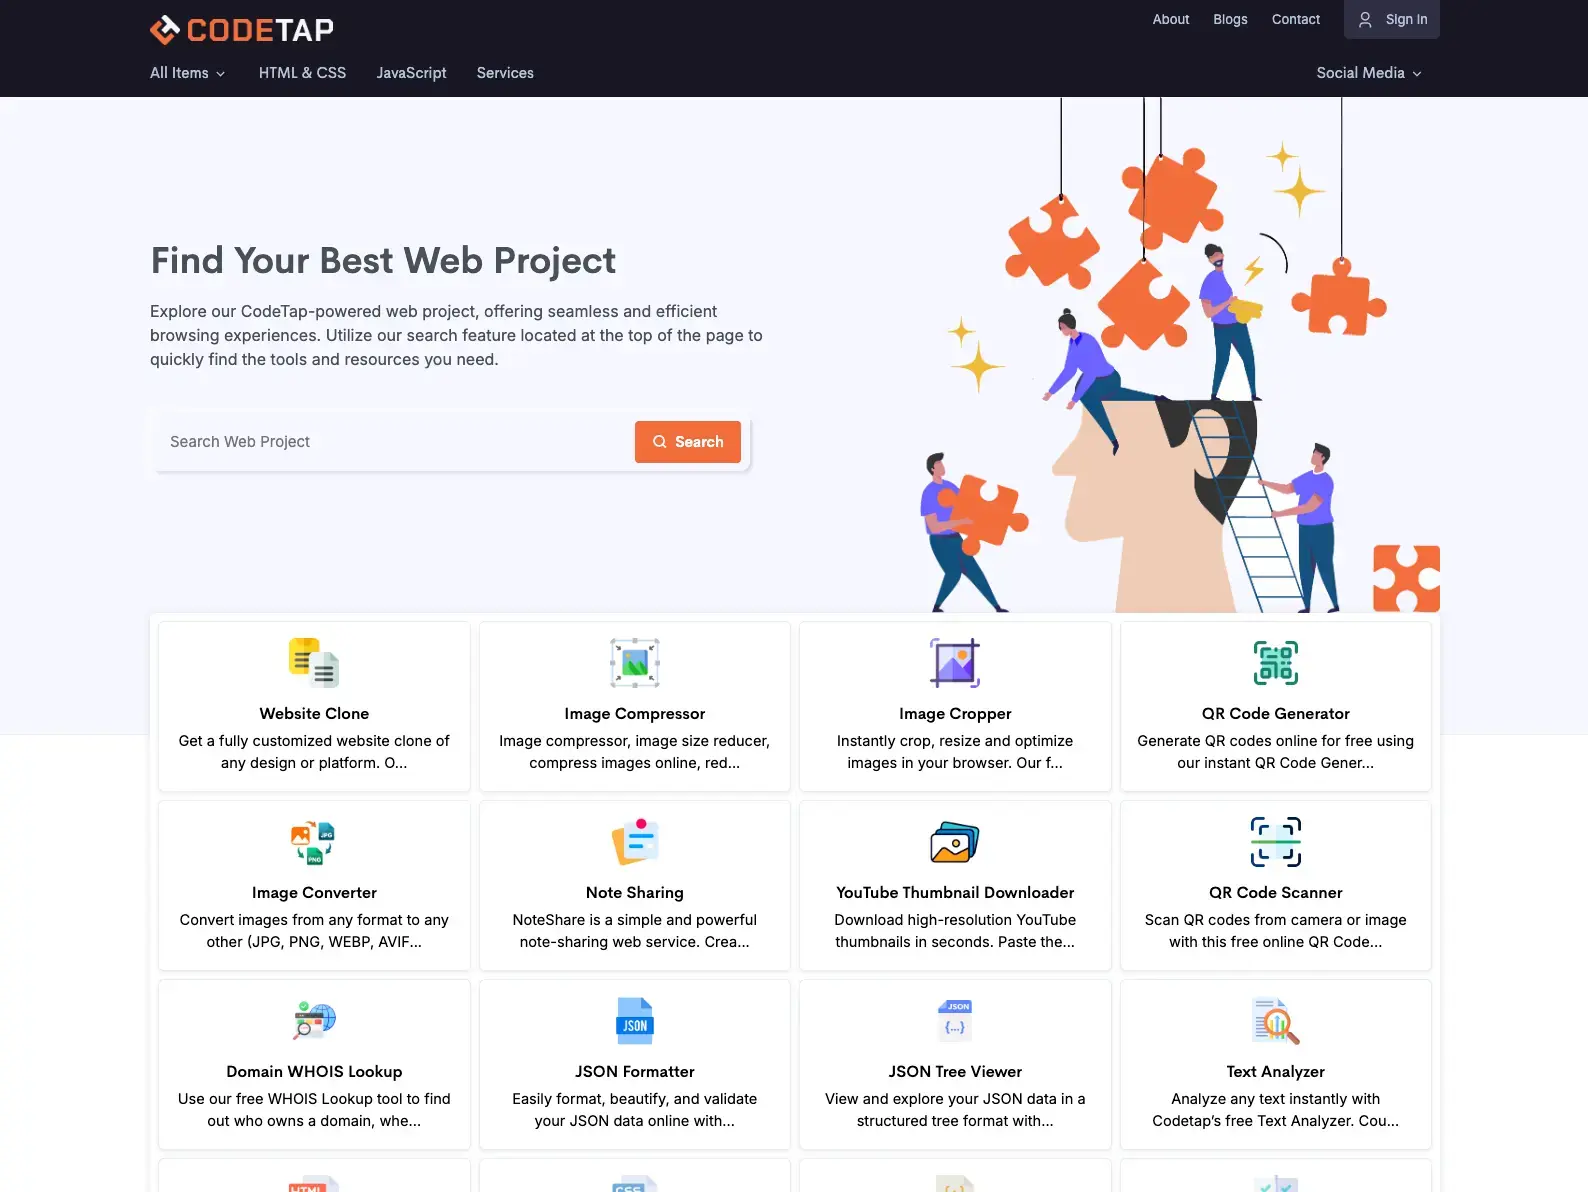 CODETAP
About Blogs Contact Sign In
All Items HTML & CSS JavaScript Services Social Media
Find Your Best Web Project
Explore our CodeTap-powered web project, offering seamless and efficient
browsing experiences. Utilize our search feature located at the top of the page to
quickly find the tools and resources you need.
Search Web Project Search
Website Clone
Get a fully customized website clone of
any design or platform. O...
Image Compressor
Image compressor, image size reducer,
compress images online, red...
Image Cropper
Instantly crop, resize and optimize
images in your browser. Our f...
QR Code Generator
Generate QR codes online for free using
our instant QR Code Gener...
JPG
PNG
Image Converter
Convert images from any format to any
other (JPG, PNG, WEBP, AVIF...
Note Sharing
NoteShare is a simple and powerful
note-sharing web service. Crea...
YouTube Thumbnail Downloader
Download high-resolution YouTube
thumbnails in seconds. Paste the...
QR Code Scanner
Scan QR codes from camera or image
with this free online QR Code...
Domain WHOIS Lookup
Use our free WHOIS Lookup tool to find
out who owns a domain, whe...
JSON
JSON Formatter
Easily format, beautify, and validate
your JSON data online with...
JSON
{...}
JSON Tree Viewer
View and explore your JSON data in a
structured tree format with...
Text Analyzer
Analyze any text instantly with
Codetap's free Text Analyzer. Cou...
HTML
CSS